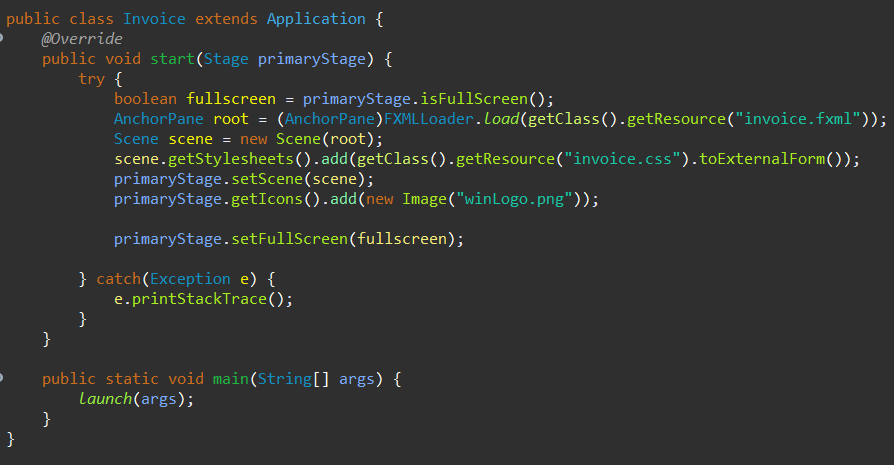 public class Invoice extends Application {
@Override
public void start(Stage primaryStage) {
try {
boolean fullscreen = primaryStage.isFullScreen();
AnchorPane root = (AnchorPane)FXMLLoader.load(getClass().getResource("invoice.fxml"));
Scene scene = new Scene(root);
scene.getStylesheets().add(getClass().getResource("invoice.css").toExternalForm());
primaryStage.setScene(scene);
primaryStage.getIcons().add(new Image("winLogo.png"));
primaryStage.setFullScreen(fullscreen);
} catch(Exception e) {
e.printStackTrace();
}
}
public static void main(String[] args) {
launch(args);
}
}